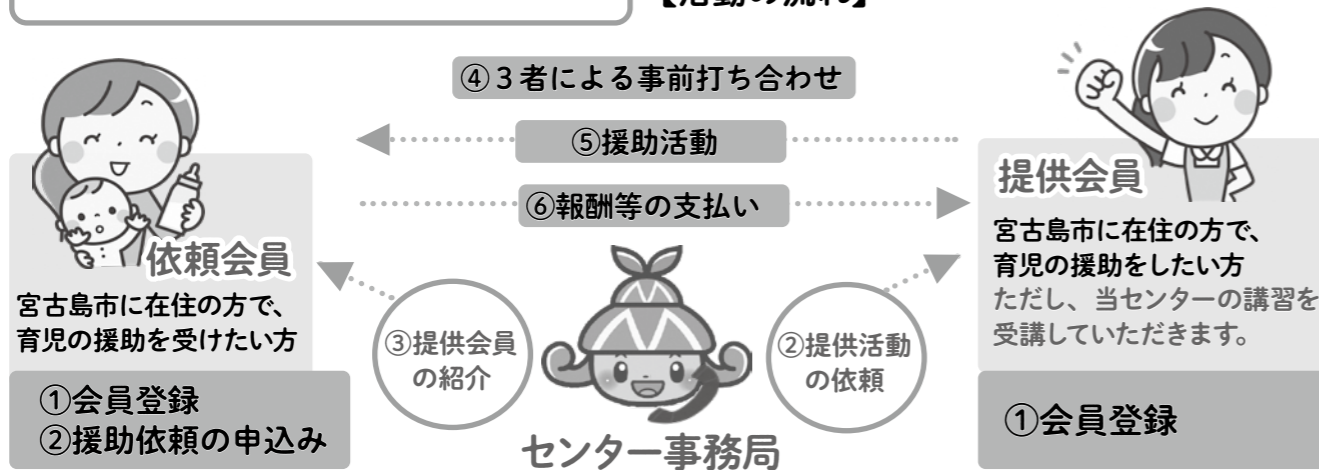 【活動の流れ】
④３者による事前打ち合わせ
⑤援助活動
⑥報酬等の支払い
依頼会員
宮古島市に在住の方で、
育児の援助を受けたい方
①会員登録
②援助依頼の申込み
③提供会員
の紹介
センター事務局
②提供活動
の依頼
提供会員
宮古島市に在住の方で、
育児の援助をしたい方
ただし、当センターの講習を
受講していただきます。
①会員登録